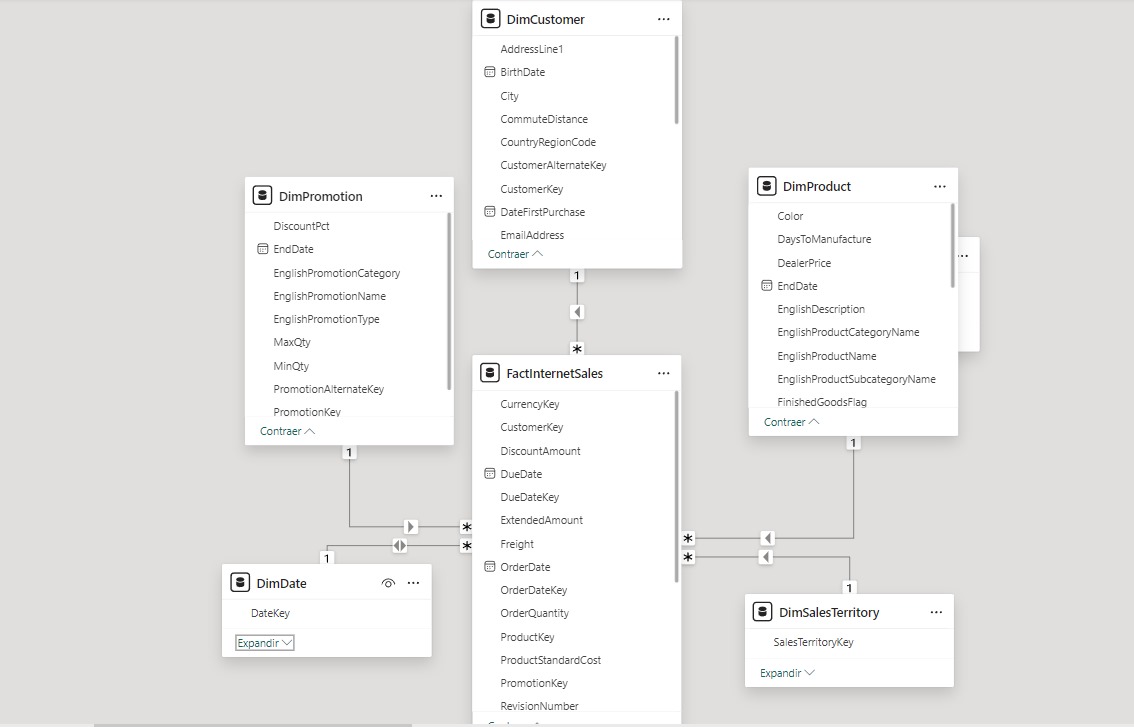 DimCustomer
AddressLine1
BirthDate
City
CommuteDistance
CountryRegionCode
CustomerAlternateKey
CustomerKey
DateFirstPurchase
EmailAddress
Contraer
DimPromotion
DiscountPct
EndDate
EnglishPromotionCategory
EnglishPromotionName
EnglishPromotionType
MaxQty
MinQty
PromotionAlternateKey
PromotionKey
Contraer
DimProduct
Color
DaysToManufacture
DealerPrice
EndDate
EnglishDescription
EnglishProductCategoryName
EnglishProductName
EnglishProductSubcategoryName
FinishedGoodsFlag
Contraer
1
*
FactInternetSales
CurrencyKey
CustomerKey
DiscountAmount
DueDate
DueDateKey
ExtendedAmount
Freight
OrderDate
OrderDateKey
OrderQuantity
ProductKey
ProductStandardCost
PromotionKey
RevisionNumber
1
*
1
*
DimDate
DateKey
Expandir
1
*
1
*
DimSalesTerritory
SalesTerritoryKey
Expandir